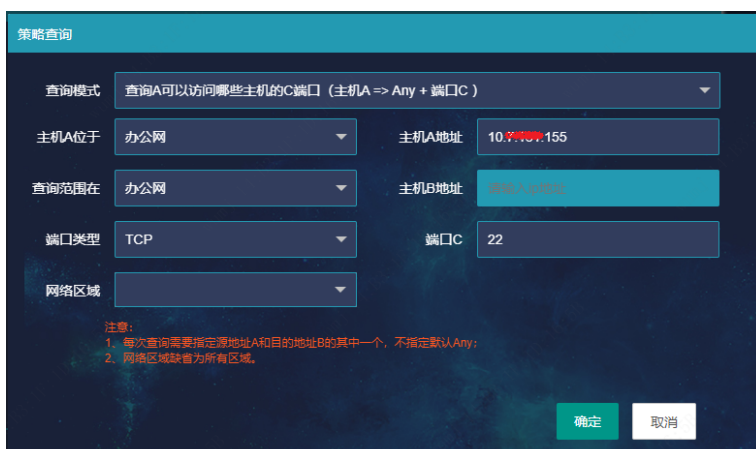 策略查询
查询模式 查询A可以访问哪些主机的C端口（主机A => Any + 端口C ）
主机A位于 办公网 主机A地址 10. .155
查询范围在 办公网 主机B地址
端口类型 TCP 端口C 22
网络区域
注意：
1、每次查询需要指定源地址A和目的地址B的其中一个，不指定默认Any；
2、网络区域缺省为所有区域。
确定 取消